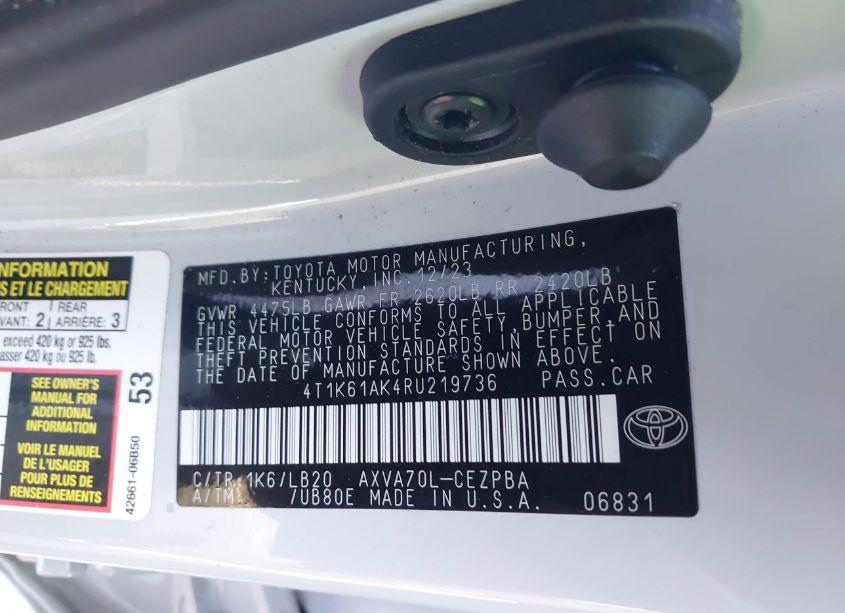 INFORMATION
S ET LE CHARGEMENT
FRONT REAR
VANT: 2 ARRIÈRE: 3
exceed 420 kg or 925 lbs.
passer 420 kg ou 925 lb.
SEE OWNER'S
MANUAL FOR
ADDITIONAL
INFORMATION
VOIR LE MANUEL
DE L'USAGER
POUR PLUS DE
RENSEIGNEMENTS
53
42661-06B50
MFD.BY:TOYOTA MOTOR MANUFACTURING,
KENTUCKY,INC. 12/23
GVWR 4475LB GAWR FR 2620LB RR 2420LB
THIS VEHICLE CONFORMS TO ALL APPLICABLE
FEDERAL MOTOR VEHICLE SAFETY,BUMPER,AND
THEFT PREVENTION STANDARDS IN EFFECT ON
THE DATE OF MANUFACTURE SHOWN ABOVE.
4T1K61AK4RU219736 PASS.CAR
C/TR 1K6/LB20 AXVA70L-CEZPBA
A/TM /UB80E MADE IN U.S.A. 06831